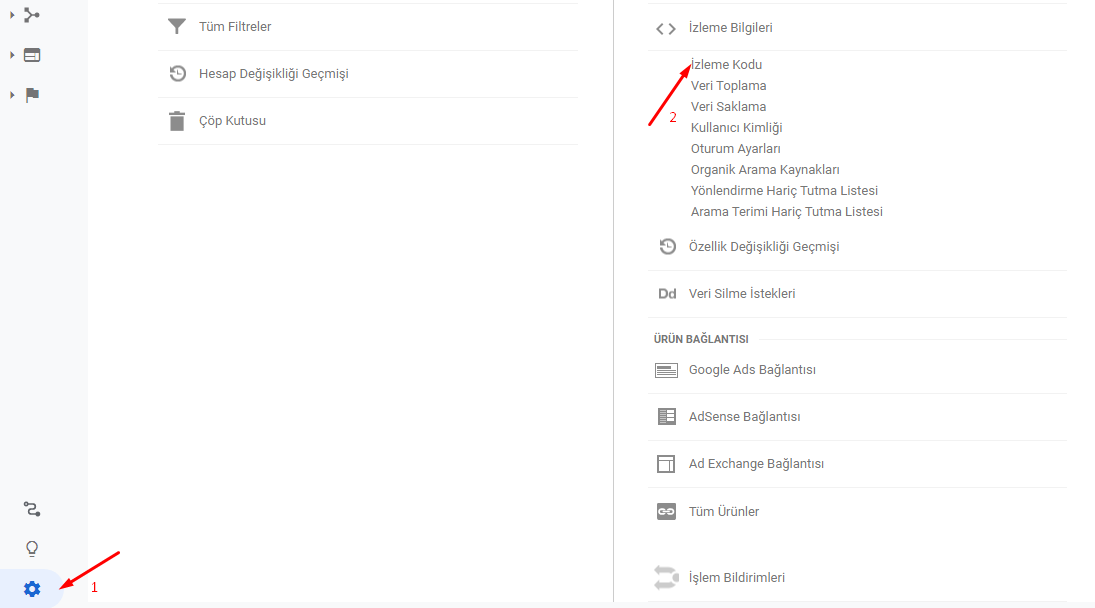 Tüm Filtreler
Hesap Değişikliği Geçmişi
Çöp Kutusu
1
İzleme Bilgileri
İzleme Kodu
2
Veri Toplama
Veri Saklama
Kullanıcı Kimliği
Oturum Ayarları
Organik Arama Kaynakları
Yönlendirme Hariç Tutma Listesi
Arama Terimi Hariç Tutma Listesi
Özellik Değişikliği Geçmişi
Dd Veri Silme İstekleri
ÜRÜN BAĞLANTISI
Google Ads Bağlantısı
AdSense Bağlantısı
Ad Exchange Bağlantısı
Tüm Ürünler
İşlem Bildirimleri